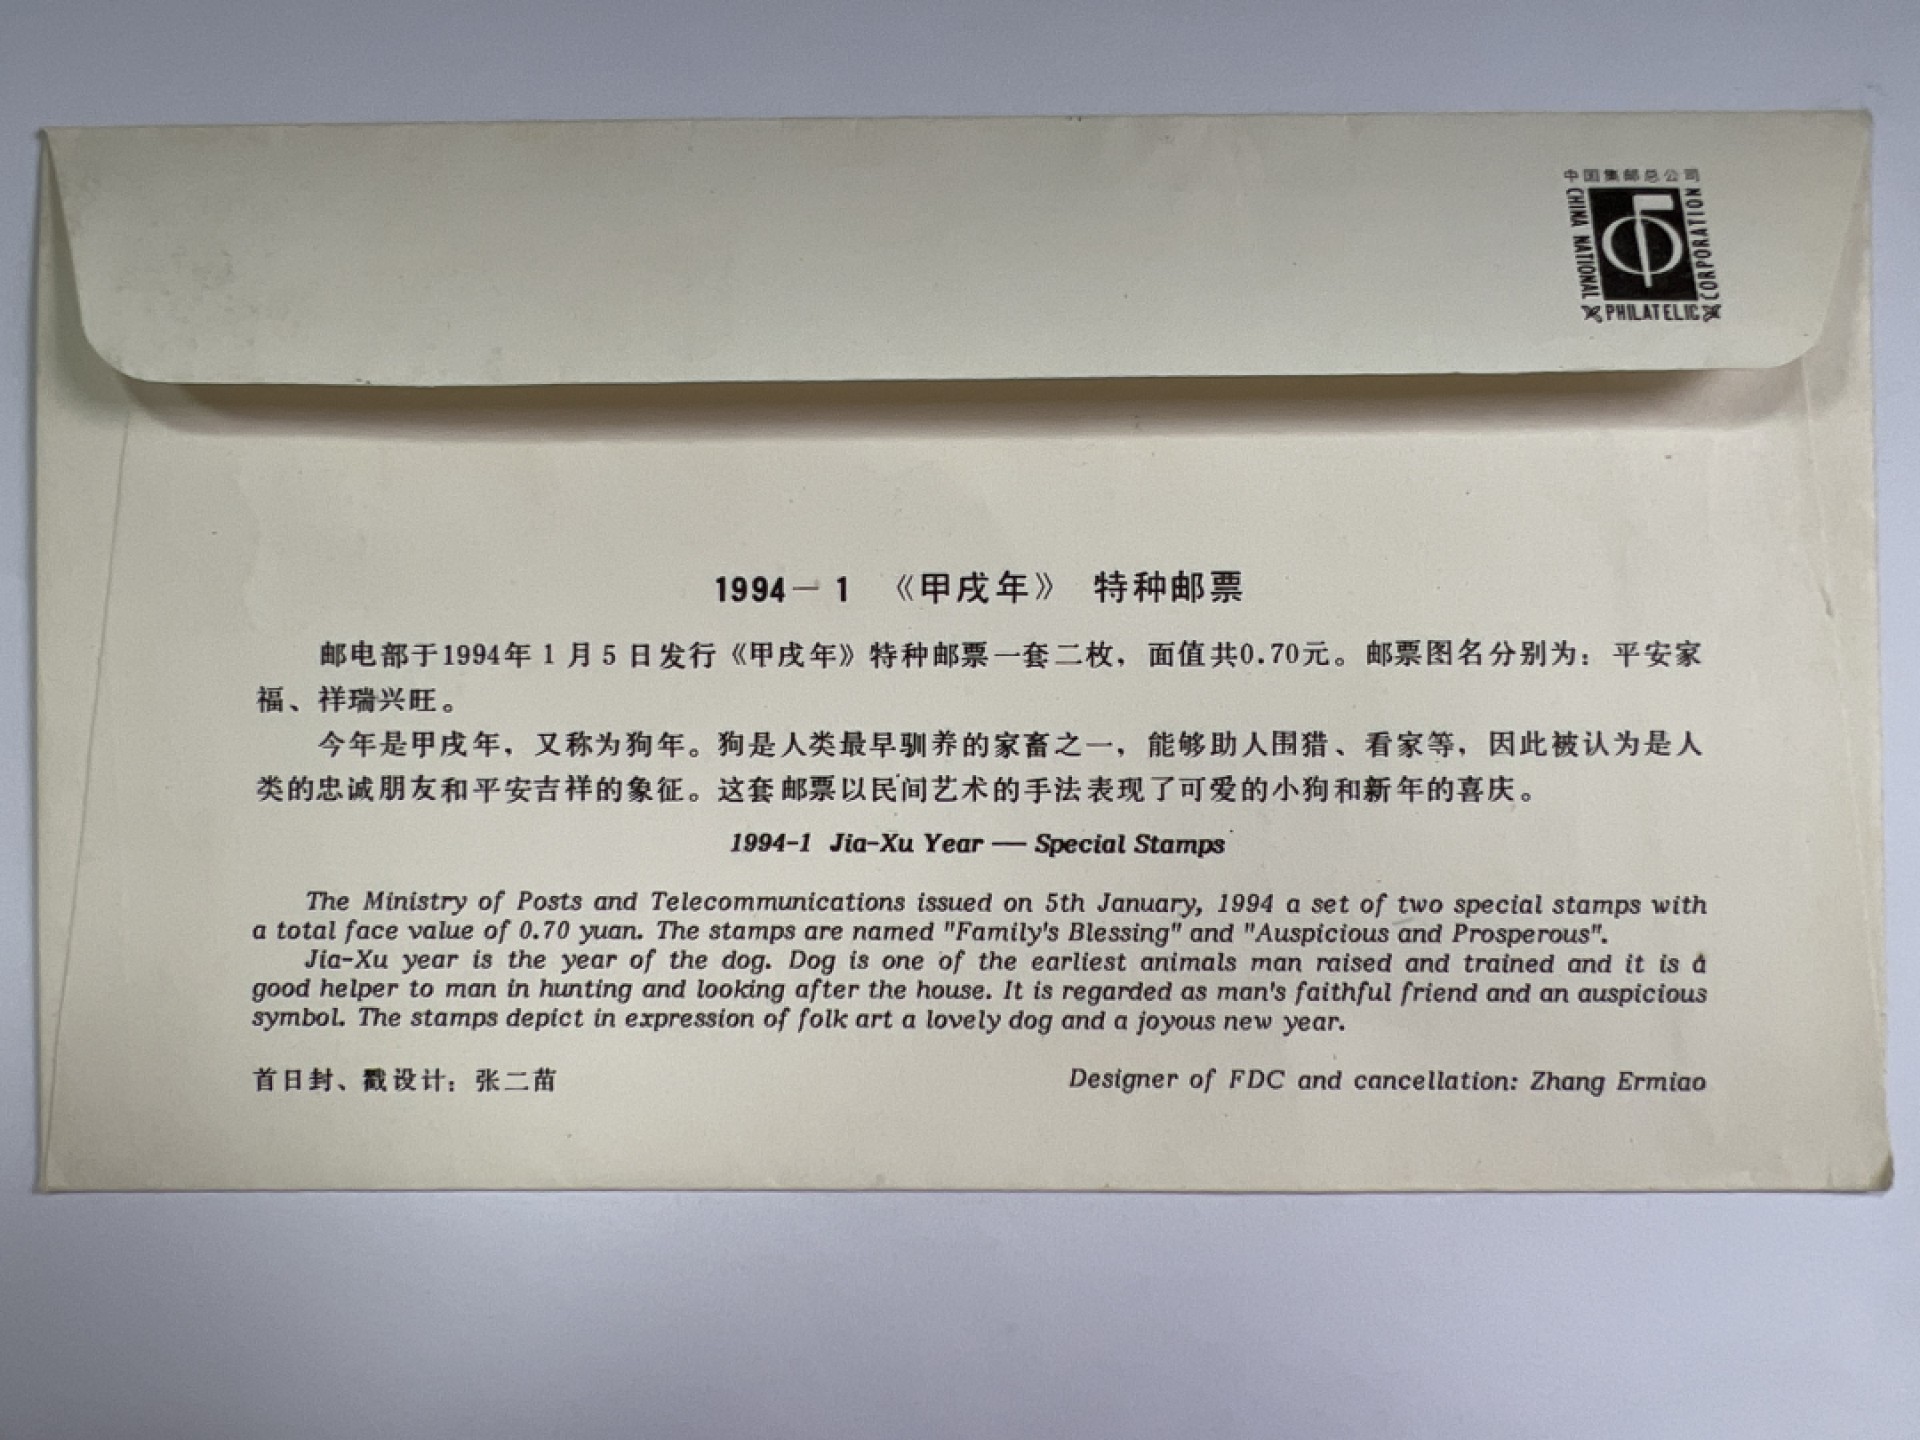 中国集邮总公司
CHINA NATIONAL
PHILATELIC
CORPORATION
1994—1 《甲戌年》 特种邮票
邮电部于1994年1月5日发行《甲戌年》特种邮票一套二枚，面值共0.70元。邮票图名分别为：平安家
福、祥瑞兴旺。
今年是甲戌年，又称为狗年。狗是人类最早驯养的家畜之一，能够助人围猎、看家等，因此被认为是人
类的忠诚朋友和平安吉祥的象征。这套邮票以民间艺术的手法表现了可爱的小狗和新年的喜庆。
1994-1 Jia-Xu Year — Special Stamps
The Ministry of Posts and Telecommunications issued on 5th January, 1994 a set of two special stamps with
a total face value of 0.70 yuan. The stamps are named "Family's Blessing" and "Auspicious and Prosperous".
Jia-Xu year is the year of the dog. Dog is one of the earliest animals man raised and trained and it is a
good helper to man in hunting and looking after the house. It is regarded as man's faithful friend and an auspicious
symbol. The stamps depict in expression of folk art a lovely dog and a joyous new year.
首日封、戳设计：张二苗
Designer of FDC and cancellation: Zhang Ermiao